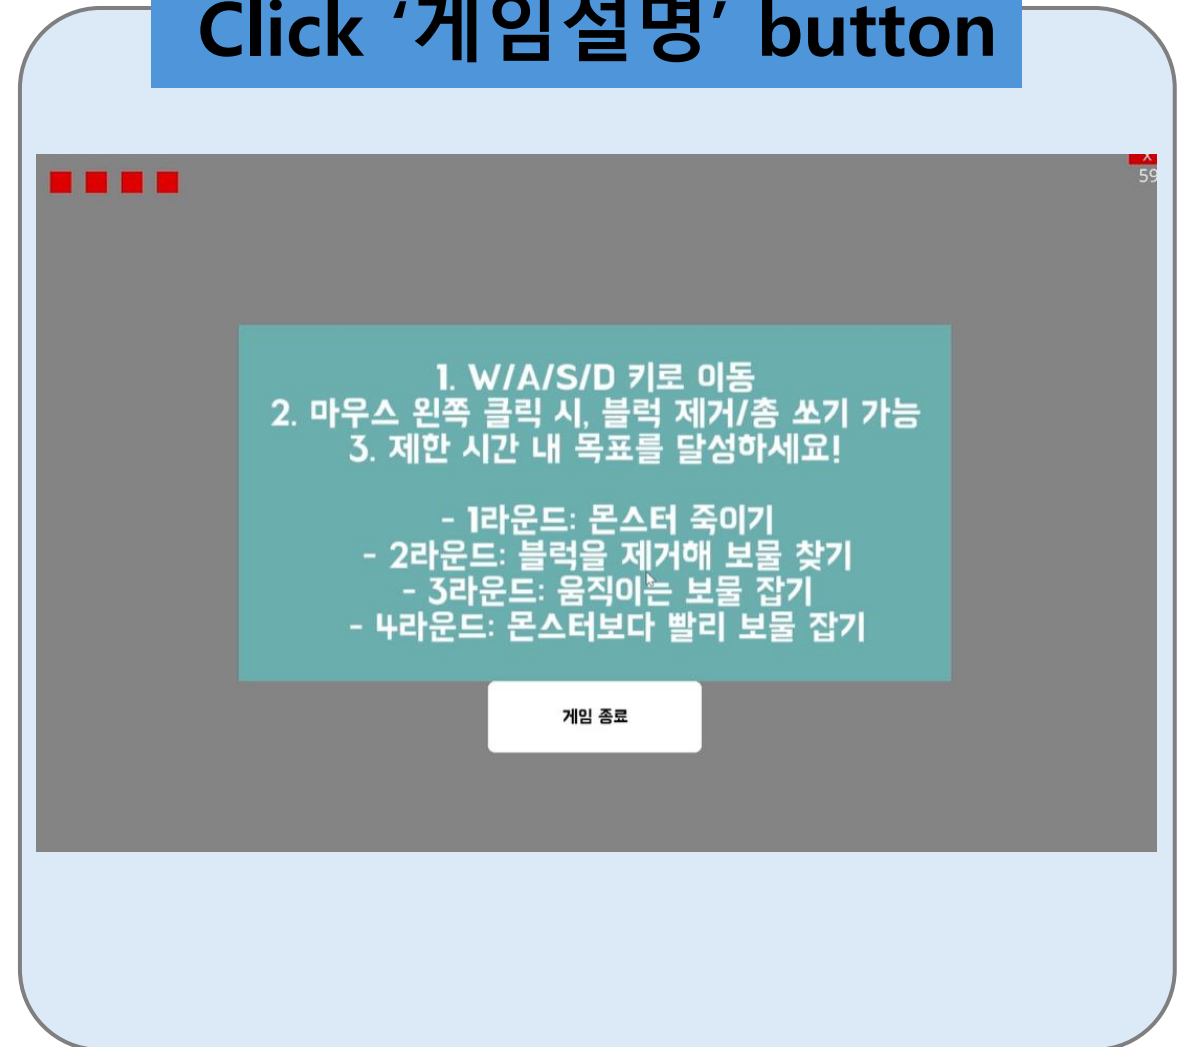 Click ‘게임설명’ button
X
59
1. W/A/S/D 키로 이동
2. 마우스 왼쪽 클릭 시, 블럭 제거/총 쏘기 가능
3. 제한 시간 내 목표를 달성하세요!
- 1라운드: 몬스터 죽이기
- 2라운드: 블럭을 제거해 보물 찾기
- 3라운드: 움직이는 보물 잡기
- 4라운드: 몬스터보다 빨리 보물 잡기
게임 종료